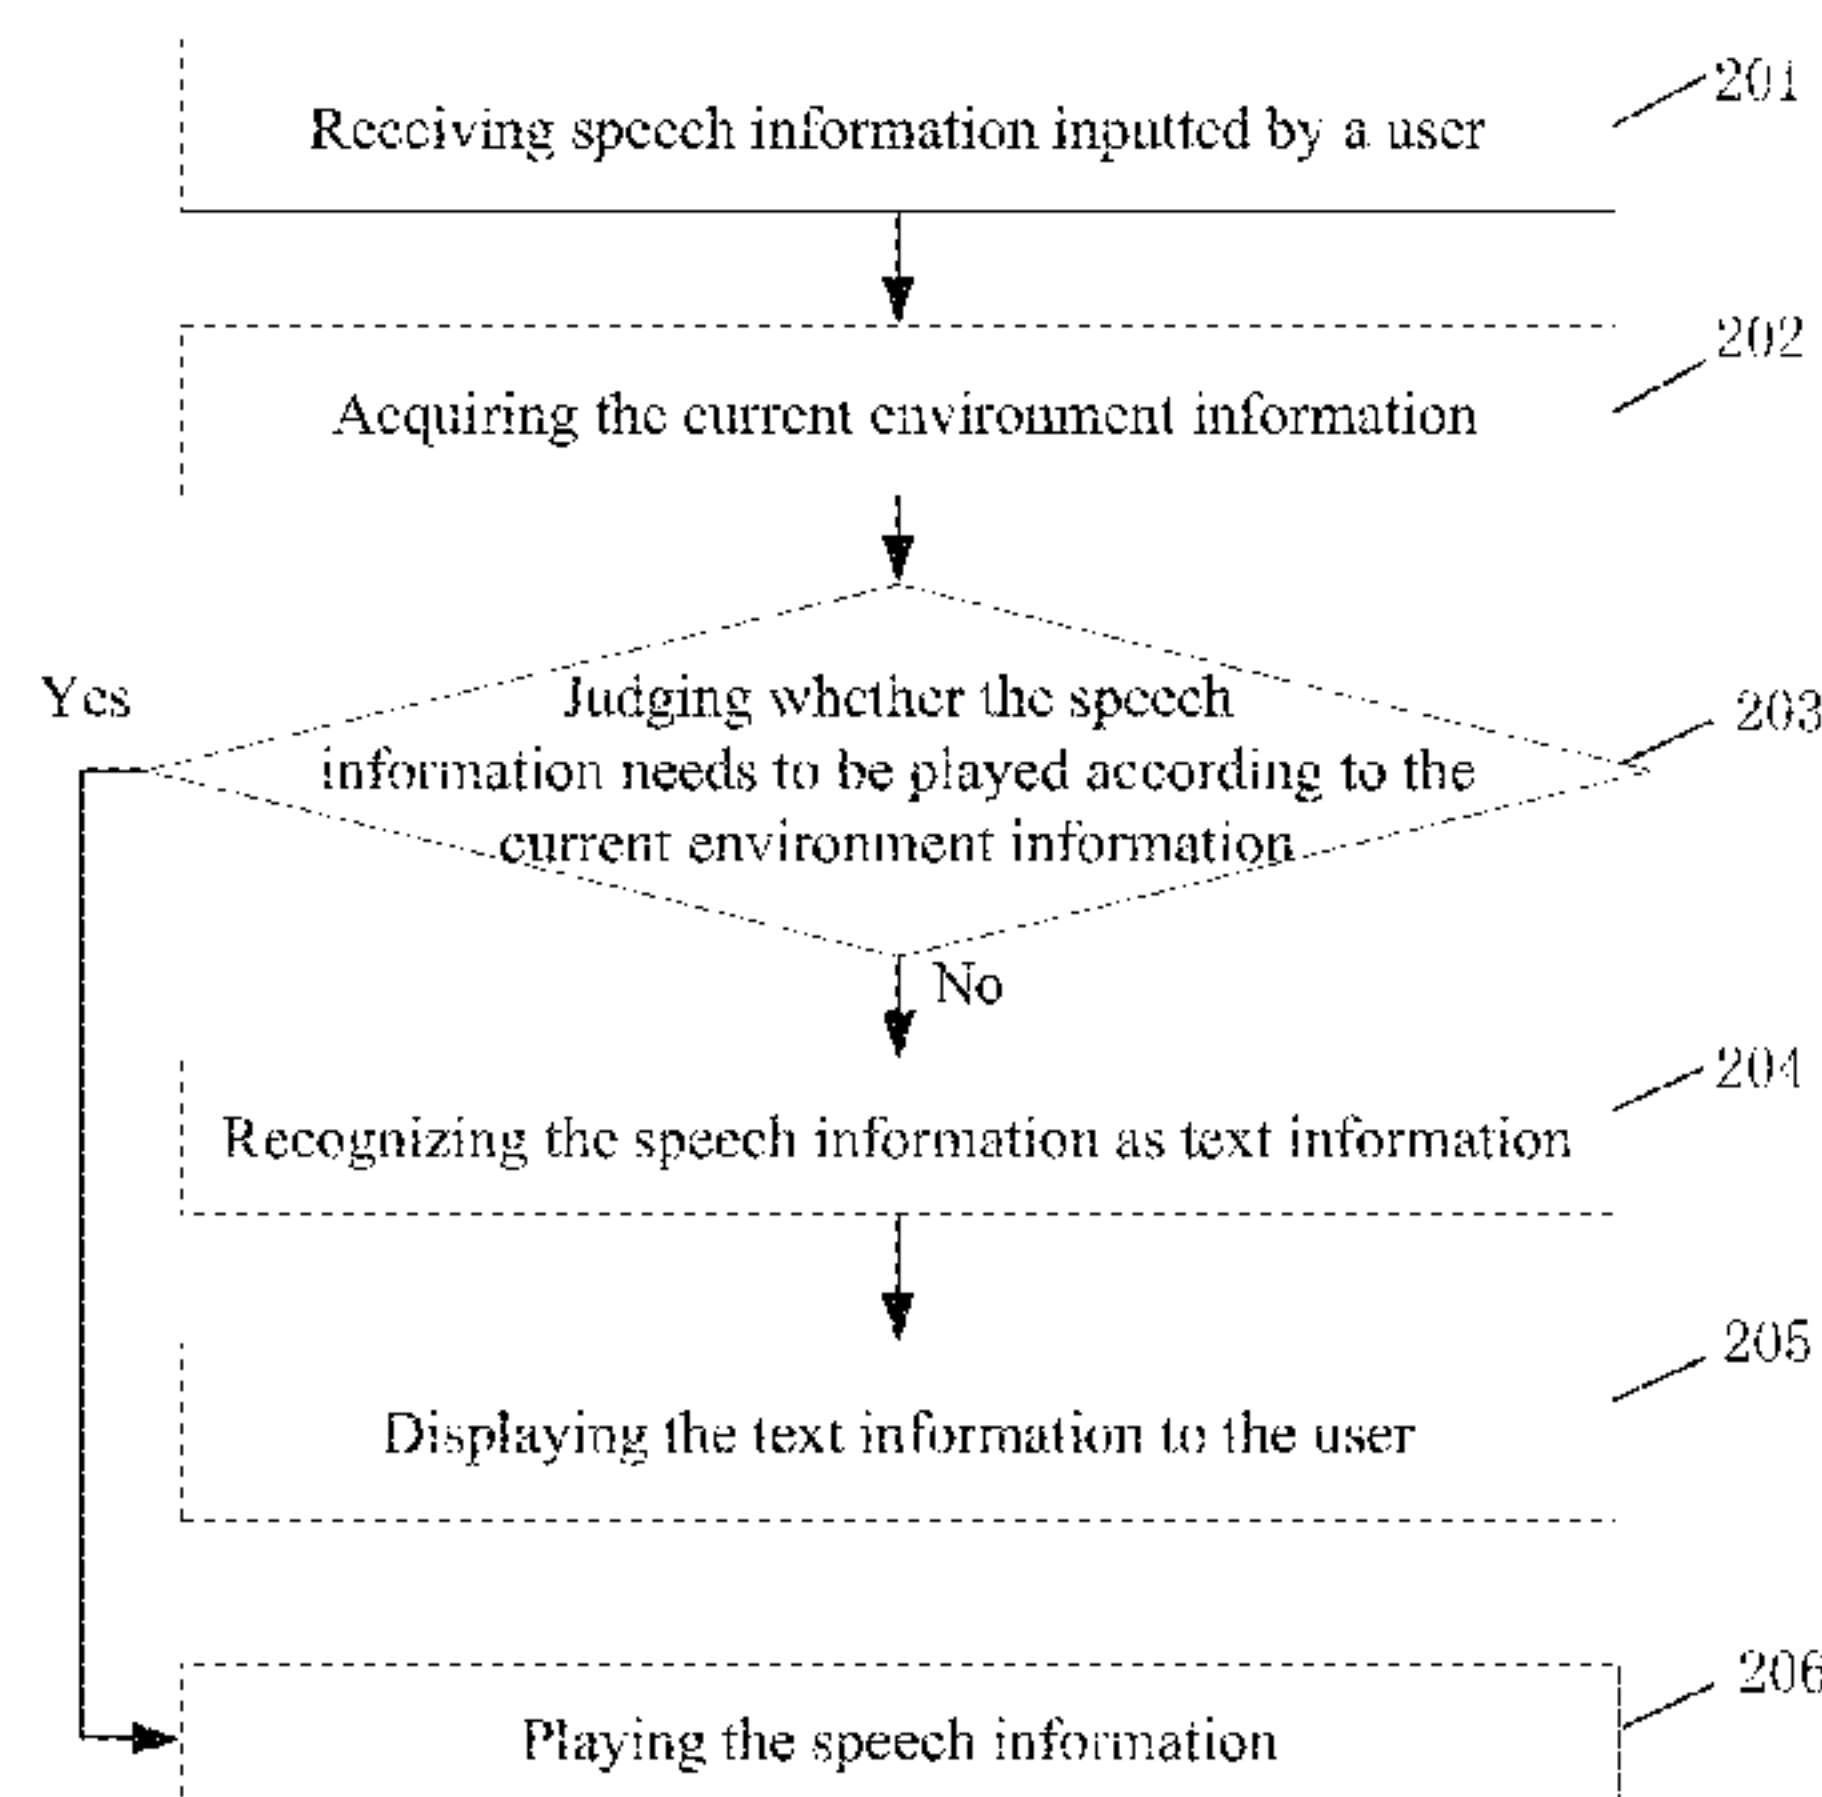 201
Receiving speech information inputted by a user
202
Acquiring the current environment information
Yes
Judging whether the speech
information needs to be played according to the
current environment information
203
No
204
Recognizing the speech information as text information
205
Displaying the text information to the user
206
Playing the speech information